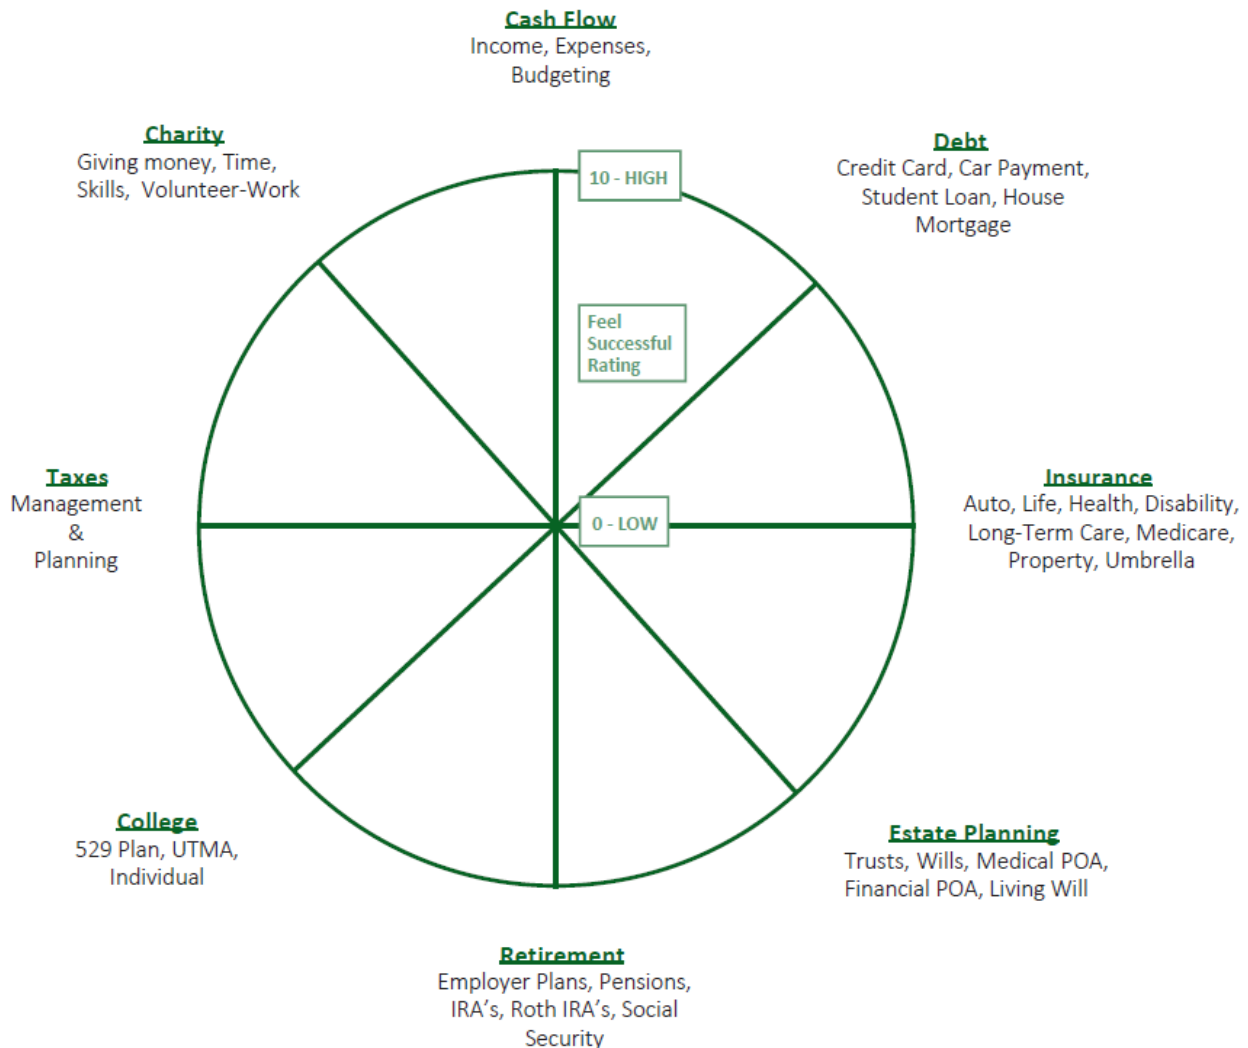 Cash Flow
Income, Expenses,
Budgeting
Charity
Giving money, Time,
Skills, Volunteer-Work
Debt
Credit Card, Car Payment,
Student Loan, House
Mortgage
10 - HIGH
Feel
Successful
Rating
Taxes
Management
&
Planning
0 - LOW
Insurance
Auto, Life, Health, Disability,
Long-Term Care, Medicare,
Property, Umbrella
College
529 Plan, UTMA,
Individual
Estate Planning
Trusts, Wills, Medical POA,
Financial POA, Living Will
Retirement
Employer Plans, Pensions,
IRA’s, Roth IRA’s, Social
Security